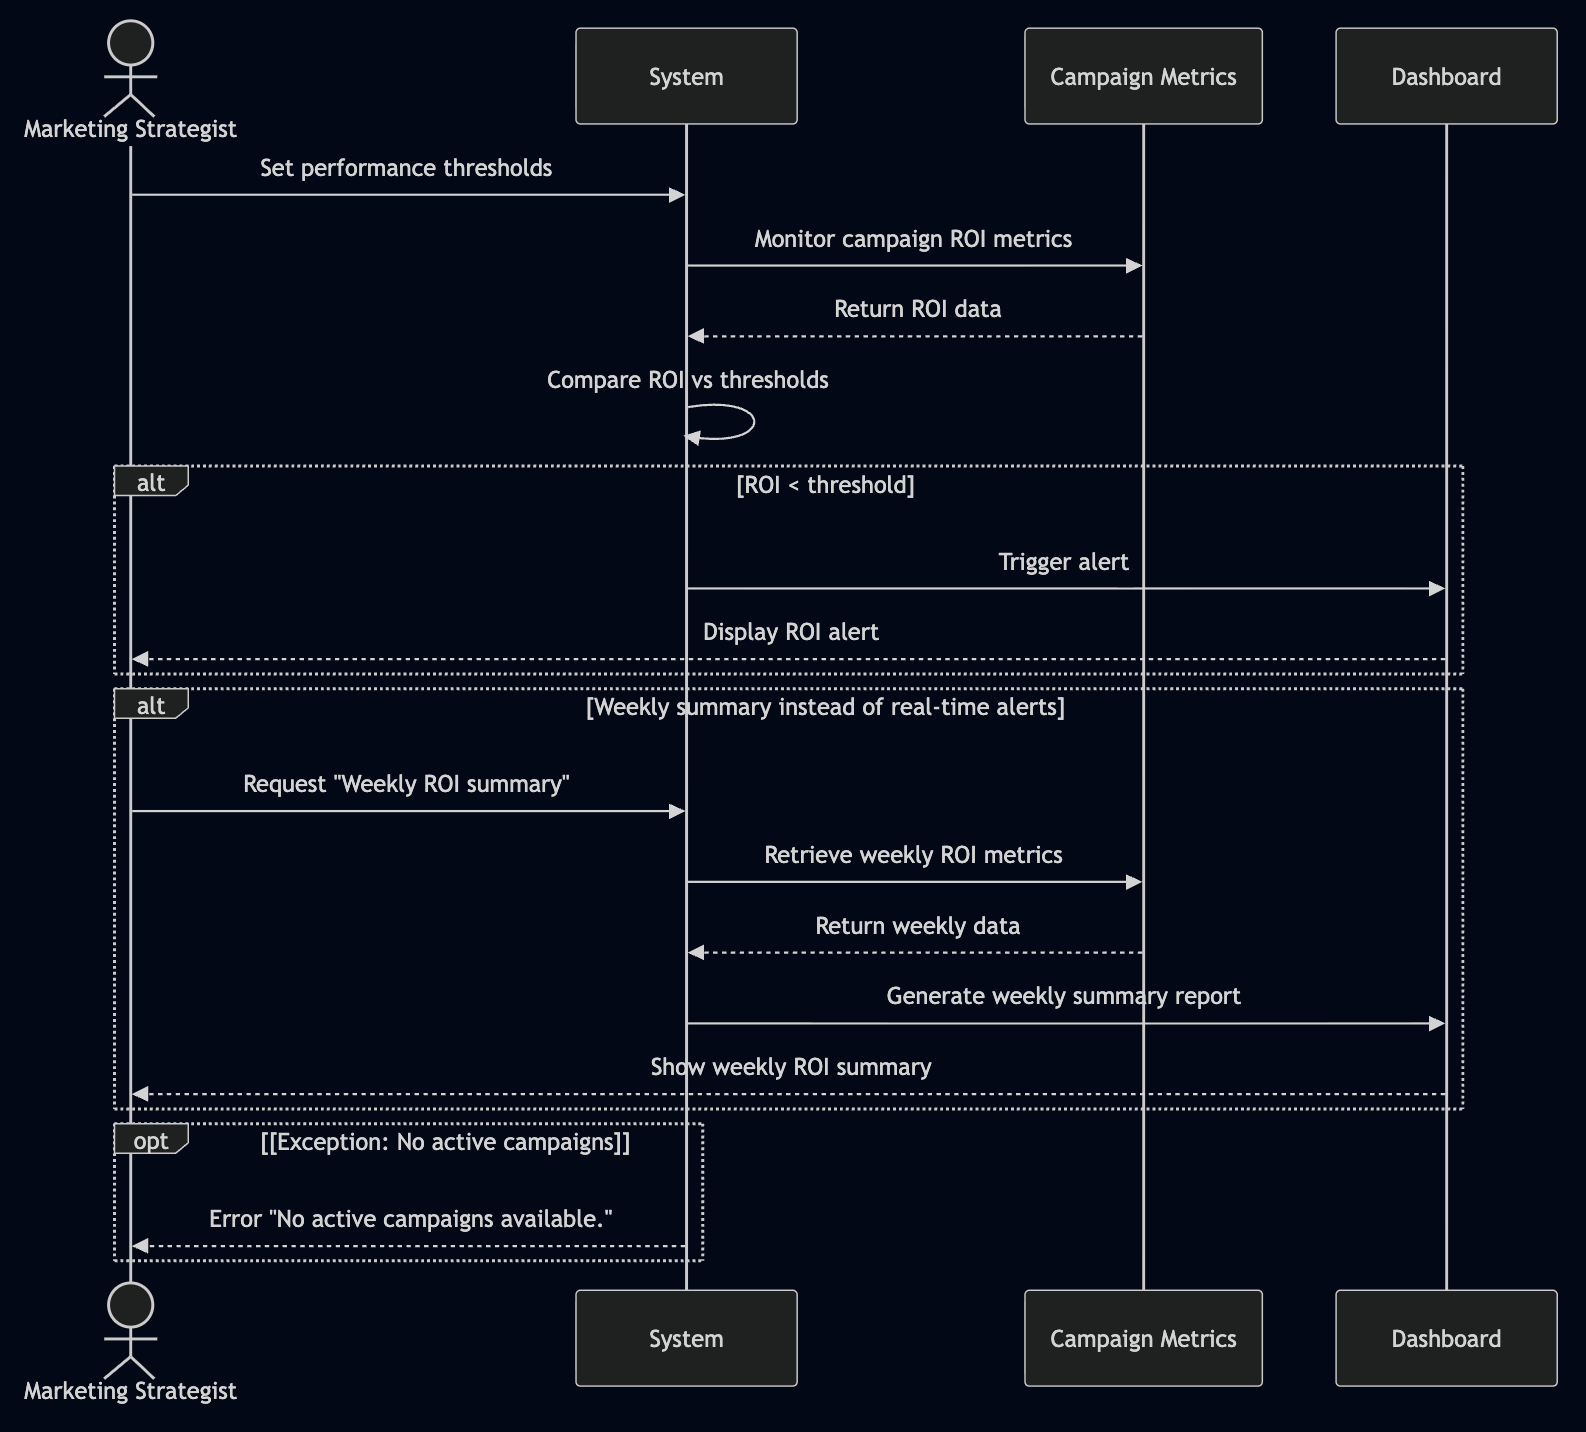 Marketing Strategist
System
Campaign Metrics
Dashboard
Set performance thresholds
Monitor campaign ROI metrics
Return ROI data
Compare ROI vs thresholds
alt
[ROI < threshold]
Trigger alert
Display ROI alert
alt
[Weekly summary instead of real-time alerts]
Request "Weekly ROI summary"
Retrieve weekly ROI metrics
Return weekly data
Generate weekly summary report
Show weekly ROI summary
opt
[[Exception: No active campaigns]]
Error "No active campaigns available."
Marketing Strategist
System
Campaign Metrics
Dashboard